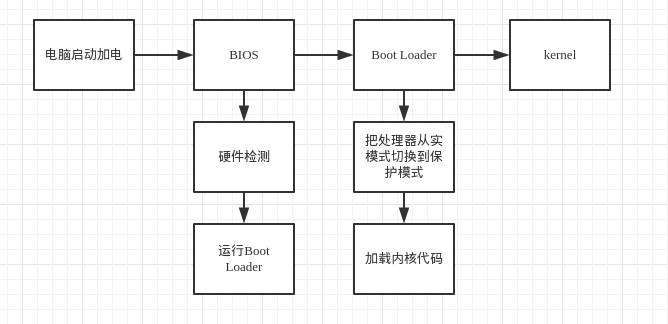 电脑启动加电
BIOS
Boot Loader
kernel
硬件检测
把处理器从实
模式切换到保
护模式
运行Boot
Loader
加载内核代码